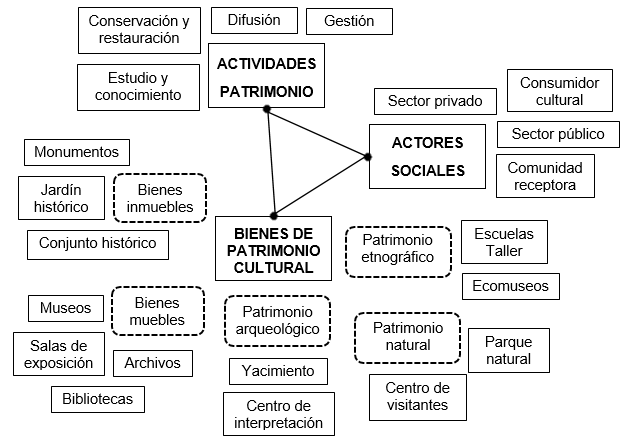 Conservación y
restauración
Difusión
Gestión
Estudio y
conocimiento
ACTIVIDADES
PATRIMONIO
Sector privado
Consumidor
cultural
ACTORES
SOCIALES
Sector público
Comunidad
receptora
Monumentos
Jardín
histórico
Bienes
inmuebles
Conjunto histórico
BIENES DE
PATRIMONIO
CULTURAL
Patrimonio
etnográfico
Escuelas
Taller
Ecomuseos
Museos
Bienes
muebles
Salas de
exposición
Archivos
Bibliotecas
Patrimonio
arqueológico
Yacimiento
Centro de
interpretación
Patrimonio
natural
Parque
natural
Centro de
visitantes